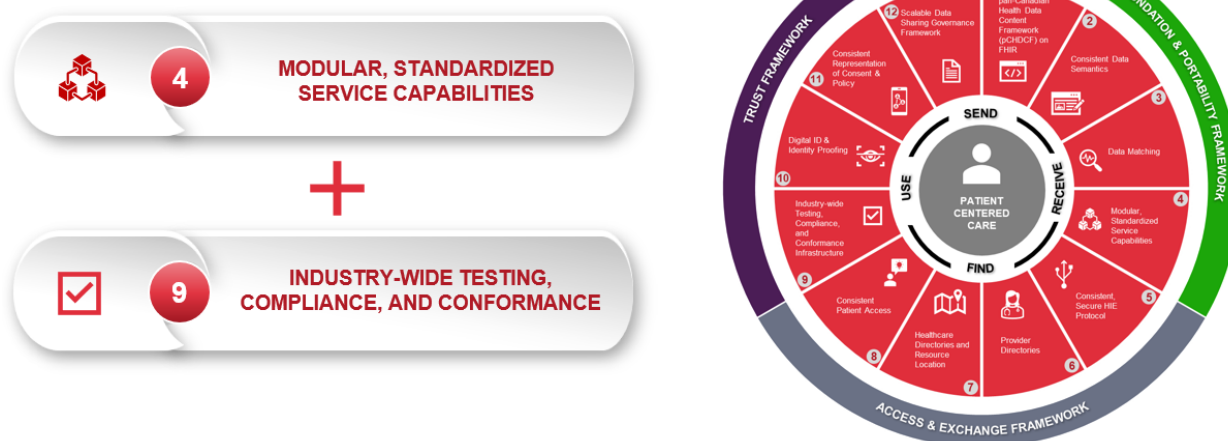 4
MODULAR, STANDARDIZED
SERVICE CAPABILITIES
+
9
INDUSTRY-WIDE TESTING,
COMPLIANCE, AND CONFORMANCE
TRUST FRAMEWORK
& PORTABILITY FRAMEWORK
ACCESS & EXCHANGE FRAMEWORK
12
Scalable Data
Sharing Governance
Framework
pan-Canadian
Health Data
Content
Framework
(pCHDCF) on
FHIR
2
Consistent Data
Semantics
3
Data Matching
4
Modular,
Standardized
Service
Capabilities
5
Consistent,
Secure HIE
Protocol
6
Provider
Directories
7
Healthcare
Directories and
Resource
Location
8
Consistent
Patient Access
9
Industry-wide
Testing,
Compliance,
and
Conformance
Infrastructure
10
Digital ID &
Identity Proofing
11
Consistent
Representation
of Consent &
Policy
SEND
RECEIVE
FIND
USE
PATIENT
CENTERED
CARE